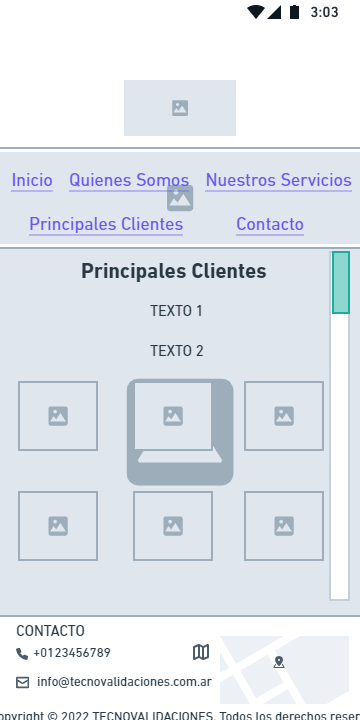 3:03
Inicio Quienes Somos Nuestros Servicios
Principales Clientes Contacto
Principales Clientes
TEXTO 1
TEXTO 2
CONTACTO
+0123456789
info@tecnovalidaciones.com.ar
opyright © 2022 TECNOVALIDACIONES. Todos los derechos reser